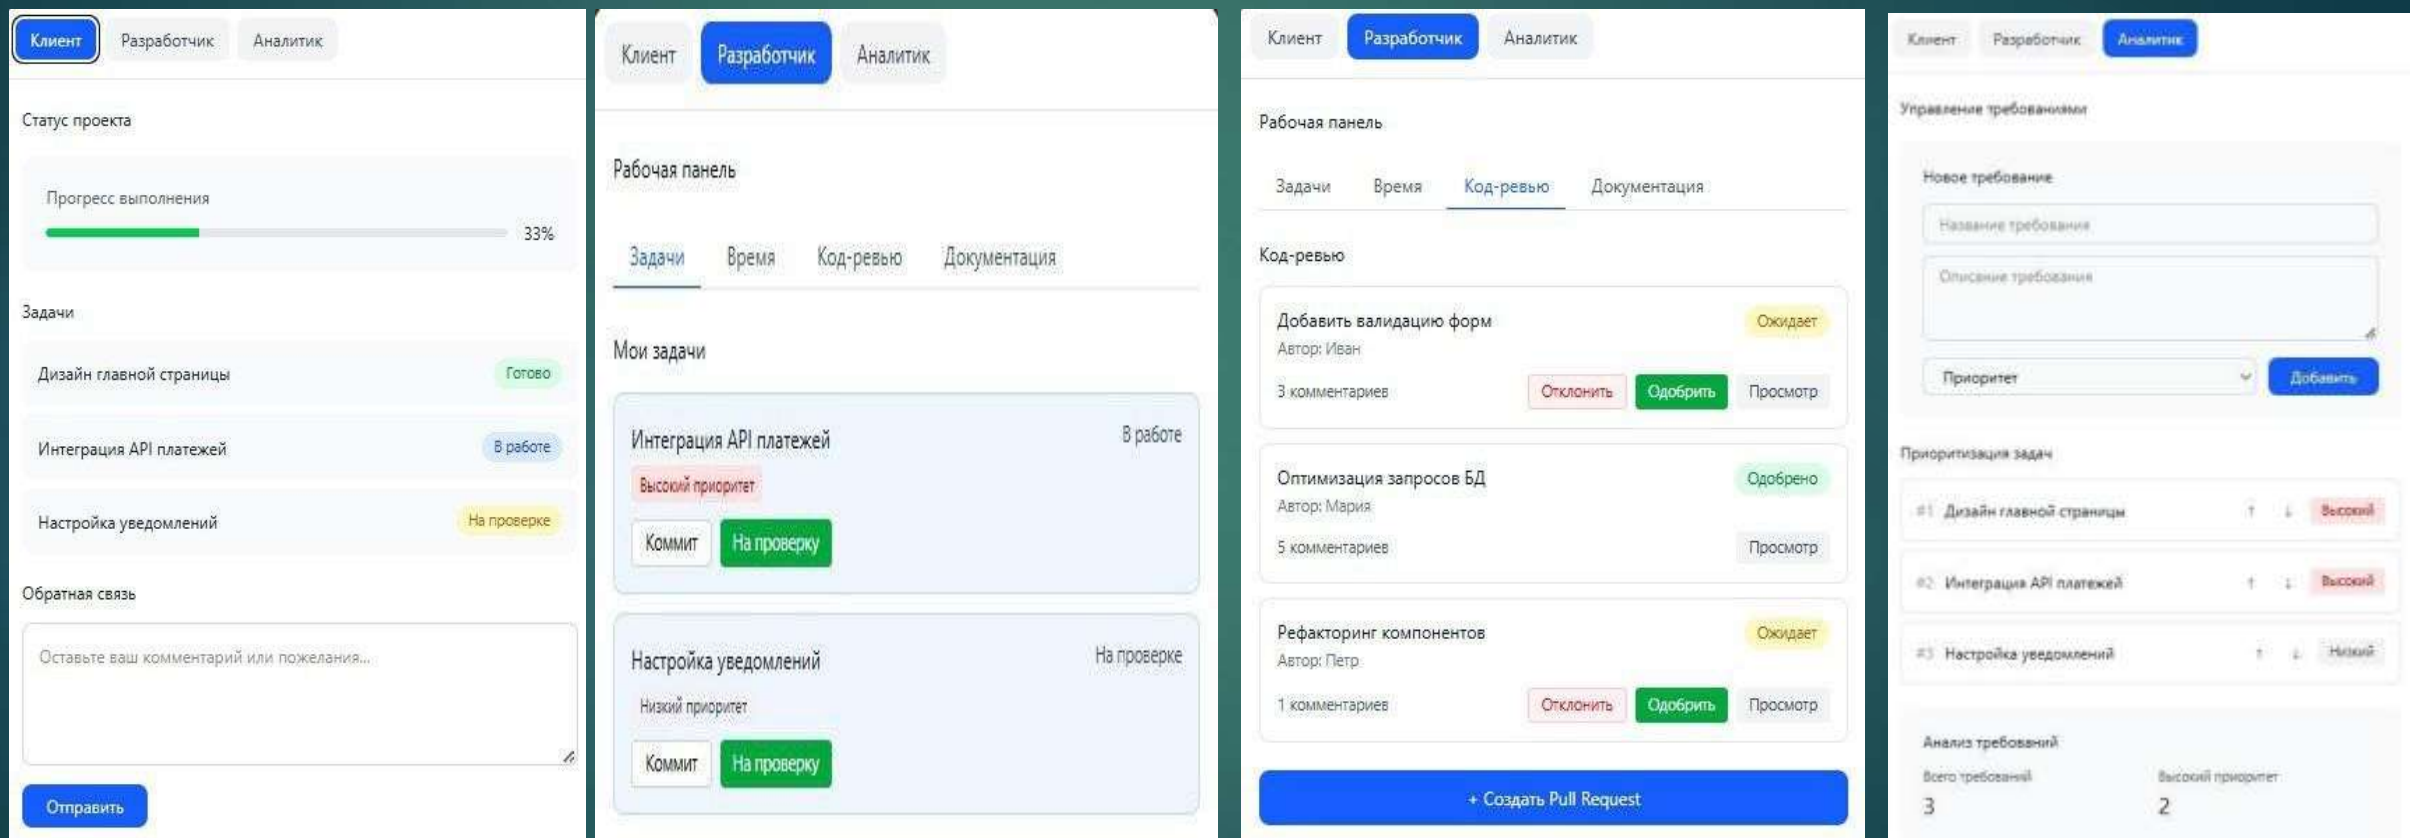 Клиент Разработчик Аналитик
Статус проекта
Прогресс выполнения
33%
Задачи
Дизайн главной страницы Готово
Интеграция API платежей В работе
Настройка уведомлений На проверке
Обратная связь
Оставьте ваш комментарий или пожелания...
Отправить
Клиент Разработчик Аналитик
Рабочая панель
Задачи Время Код-ревью Документация
Мои задачи
Интеграция API платежей В работе
Высокий приоритет
Коммит На проверку
Настройка уведомлений На проверке
Низкий приоритет
Коммит На проверку
Клиент Разработчик Аналитик
Рабочая панель
Задачи Время Код-ревью Документация
Код-ревью
Добавить валидацию форм Ожидает
Автор: Иван
3 комментариев Отклонить Одобрить Просмотр
Оптимизация запросов БД Одобрено
Автор: Мария
5 комментариев Просмотр
Рефакторинг компонентов Ожидает
Автор: Петр
1 комментариев Отклонить Одобрить Просмотр
+ Создать Pull Request
Клиент Разработчик Аналитик
Управление требованиями
Новое требование
Название требования
Описание требования
Приоритет Добавить
Приоритизация задач
#1 Дизайн главной страницы ↑ ↓ Высокий
#2 Интеграция API платежей ↑ ↓ Высокий
#3 Настройка уведомлений ↑ ↓ Низкий
Анализ требований
Всего требований Высокий приоритет
3 2